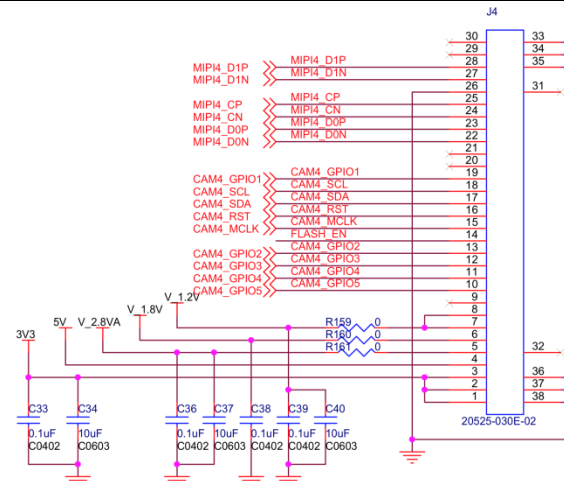 J4
30 33
29 34
MIPI4_D1P MIPI4_D1P 28 35
MIPI4_D1N MIPI4_D1N 27
26 31
MIPI4_CP MIPI4_CP 25
MIPI4_CN MIPI4_CN 24
MIPI4_D0P MIPI4_D0P 23
MIPI4_D0N MIPI4_D0N 22
21
20
CAM4_GPIO1 CAM4_GPIO1 19
CAM4_SCL CAM4_SCL 18
CAM4_SDA CAM4_SDA 17
CAM4_RST CAM4_RST 16
CAM4_MCLK CAM4_MCLK 15
FLASH_EN 14
CAM4_GPIO2 CAM4_GPIO2 13
CAM4_GPIO3 CAM4_GPIO3 12
CAM4_GPIO4 CAM4_GPIO4 11
CAM4_GPIO5 CAM4_GPIO5 10
V_1.2V 9
V_1.8V 8
3V3 5V V_2.8VA R159 0 7
R160 0 6
R161 0 5 32
4
3 36
2 37
1 38
C33 C34 C36 C37 C38 C39 C40
20525-030E-02
0.1uF 10uF 0.1uF 10uF 0.1uF 0.1uF 10uF
C0402 C0603 C0402 C0603 C0402 C0402 C0603